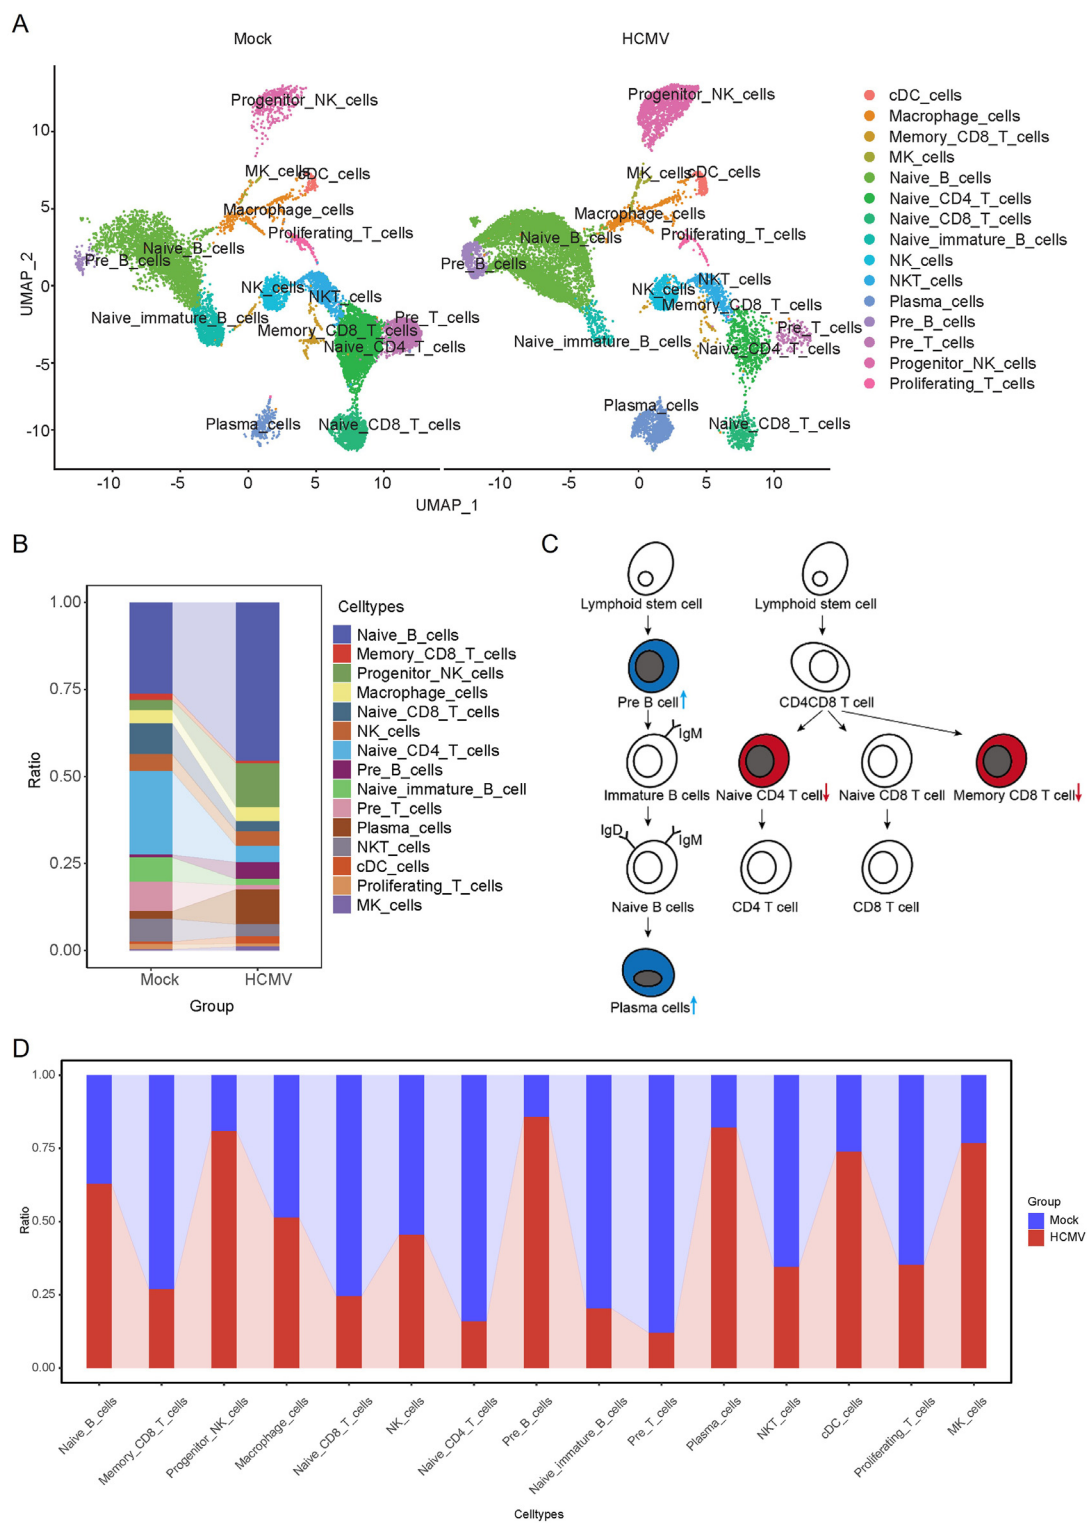 A
Mock
HCMV
Progenitor_NK_cells
MK_cells
cDC_cells
Macrophage_cells
Proliferating_T_cells
Naive_B_cells
Pre_B_cells
NK_cells
NKT_cells
Naive_immature_B_cells
Memory_CD8_T_cells
Pre_T_cells
Naive_CD4_T_cells
Plasma_cells
Naive_CD8_T_cells
Progenitor_NK_cells
MK_cells
cDC_cells
Macrophage_cells
Proliferating_T_cells
Naive_B_cells
Pre_B_cells
NK_cells
NKT_cells
Memory_CD8_T_cells
Pre_T_cells
Naive_immature_B_cells
Naive_CD4_T_cells
Plasma_cells
Naive_CD8_T_cells
10
5
0
-5
-10
UMAP_2
-10 -5 0 5 10 -10 -5 0 5 10
UMAP_1
cDC_cells
Macrophage_cells
Memory_CD8_T_cells
MK_cells
Naive_B_cells
Naive_CD4_T_cells
Naive_CD8_T_cells
Naive_immature_B_cells
NK_cells
NKT_cells
Plasma_cells
Pre_B_cells
Pre_T_cells
Progenitor_NK_cells
Proliferating_T_cells
B
1.00
0.75
0.50
0.25
0.00
Ratio
Mock HCMV
Group
Celltypes
Naive_B_cells
Memory_CD8_T_cells
Progenitor_NK_cells
Macrophage_cells
Naive_CD8_T_cells
NK_cells
Naive_CD4_T_cells
Pre_B_cells
Naive_immature_B_cell
Pre_T_cells
Plasma_cells
NKT_cells
cDC_cells
Proliferating_T_cells
MK_cells
C
Lymphoid stem cell
Lymphoid stem cell
Pre B cell
CD4CD8 T cell
IgM
Immature B cells
Naive CD4 T cell
Naive CD8 T cell
Memory CD8 T cell
IgD
IgM
Naive B cells
CD4 T cell
CD8 T cell
Plasma cells
D
1.00
0.75
0.50
0.25
0.00
Ratio
Naive_B_cells
Memory_CD8_T_cells
Progenitor_NK_cells
Macrophage_cells
Naive_CD8_T_cells
NK_cells
Naive_CD4_T_cells
Pre_B_cells
Naive_immature_B_cells
Pre_T_cells
Plasma_cells
NKT_cells
cDC_cells
Proliferating_T_cells
MK_cells
Celltypes
Group
Mock
HCMV